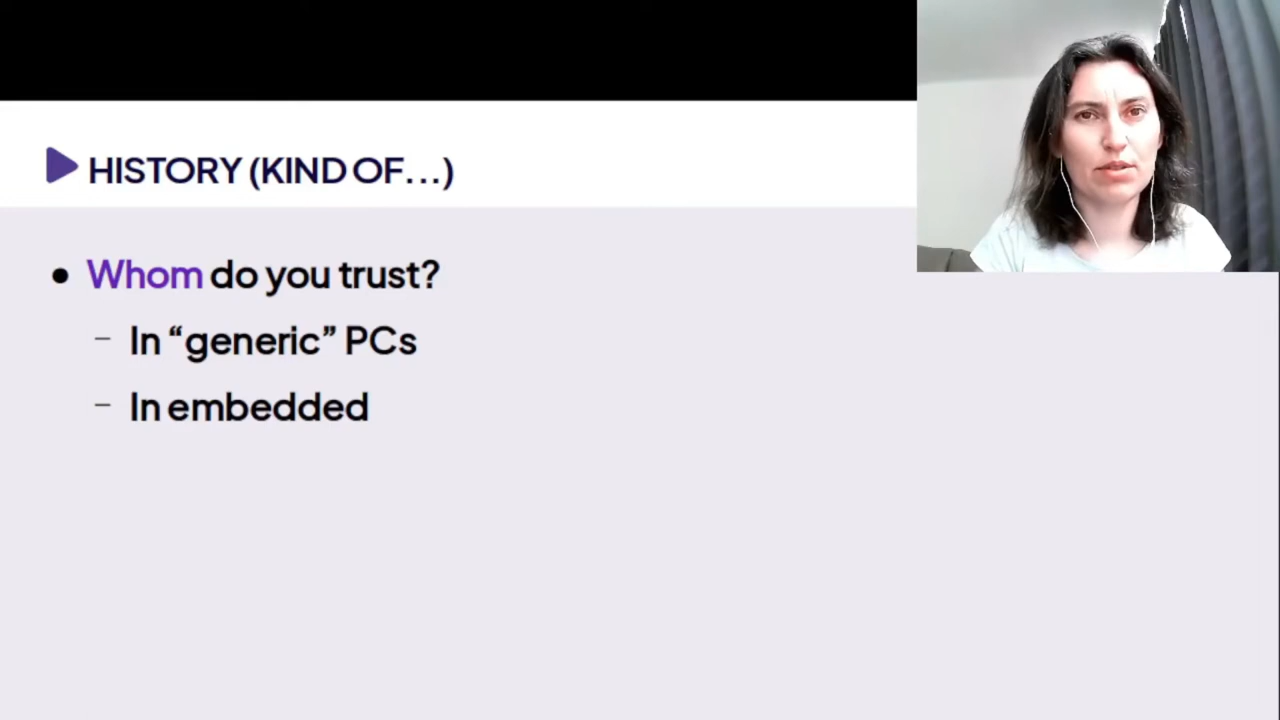 HISTORY (KIND OF...)
● Whom do you trust?
– In “generic” PCs
– In embedded